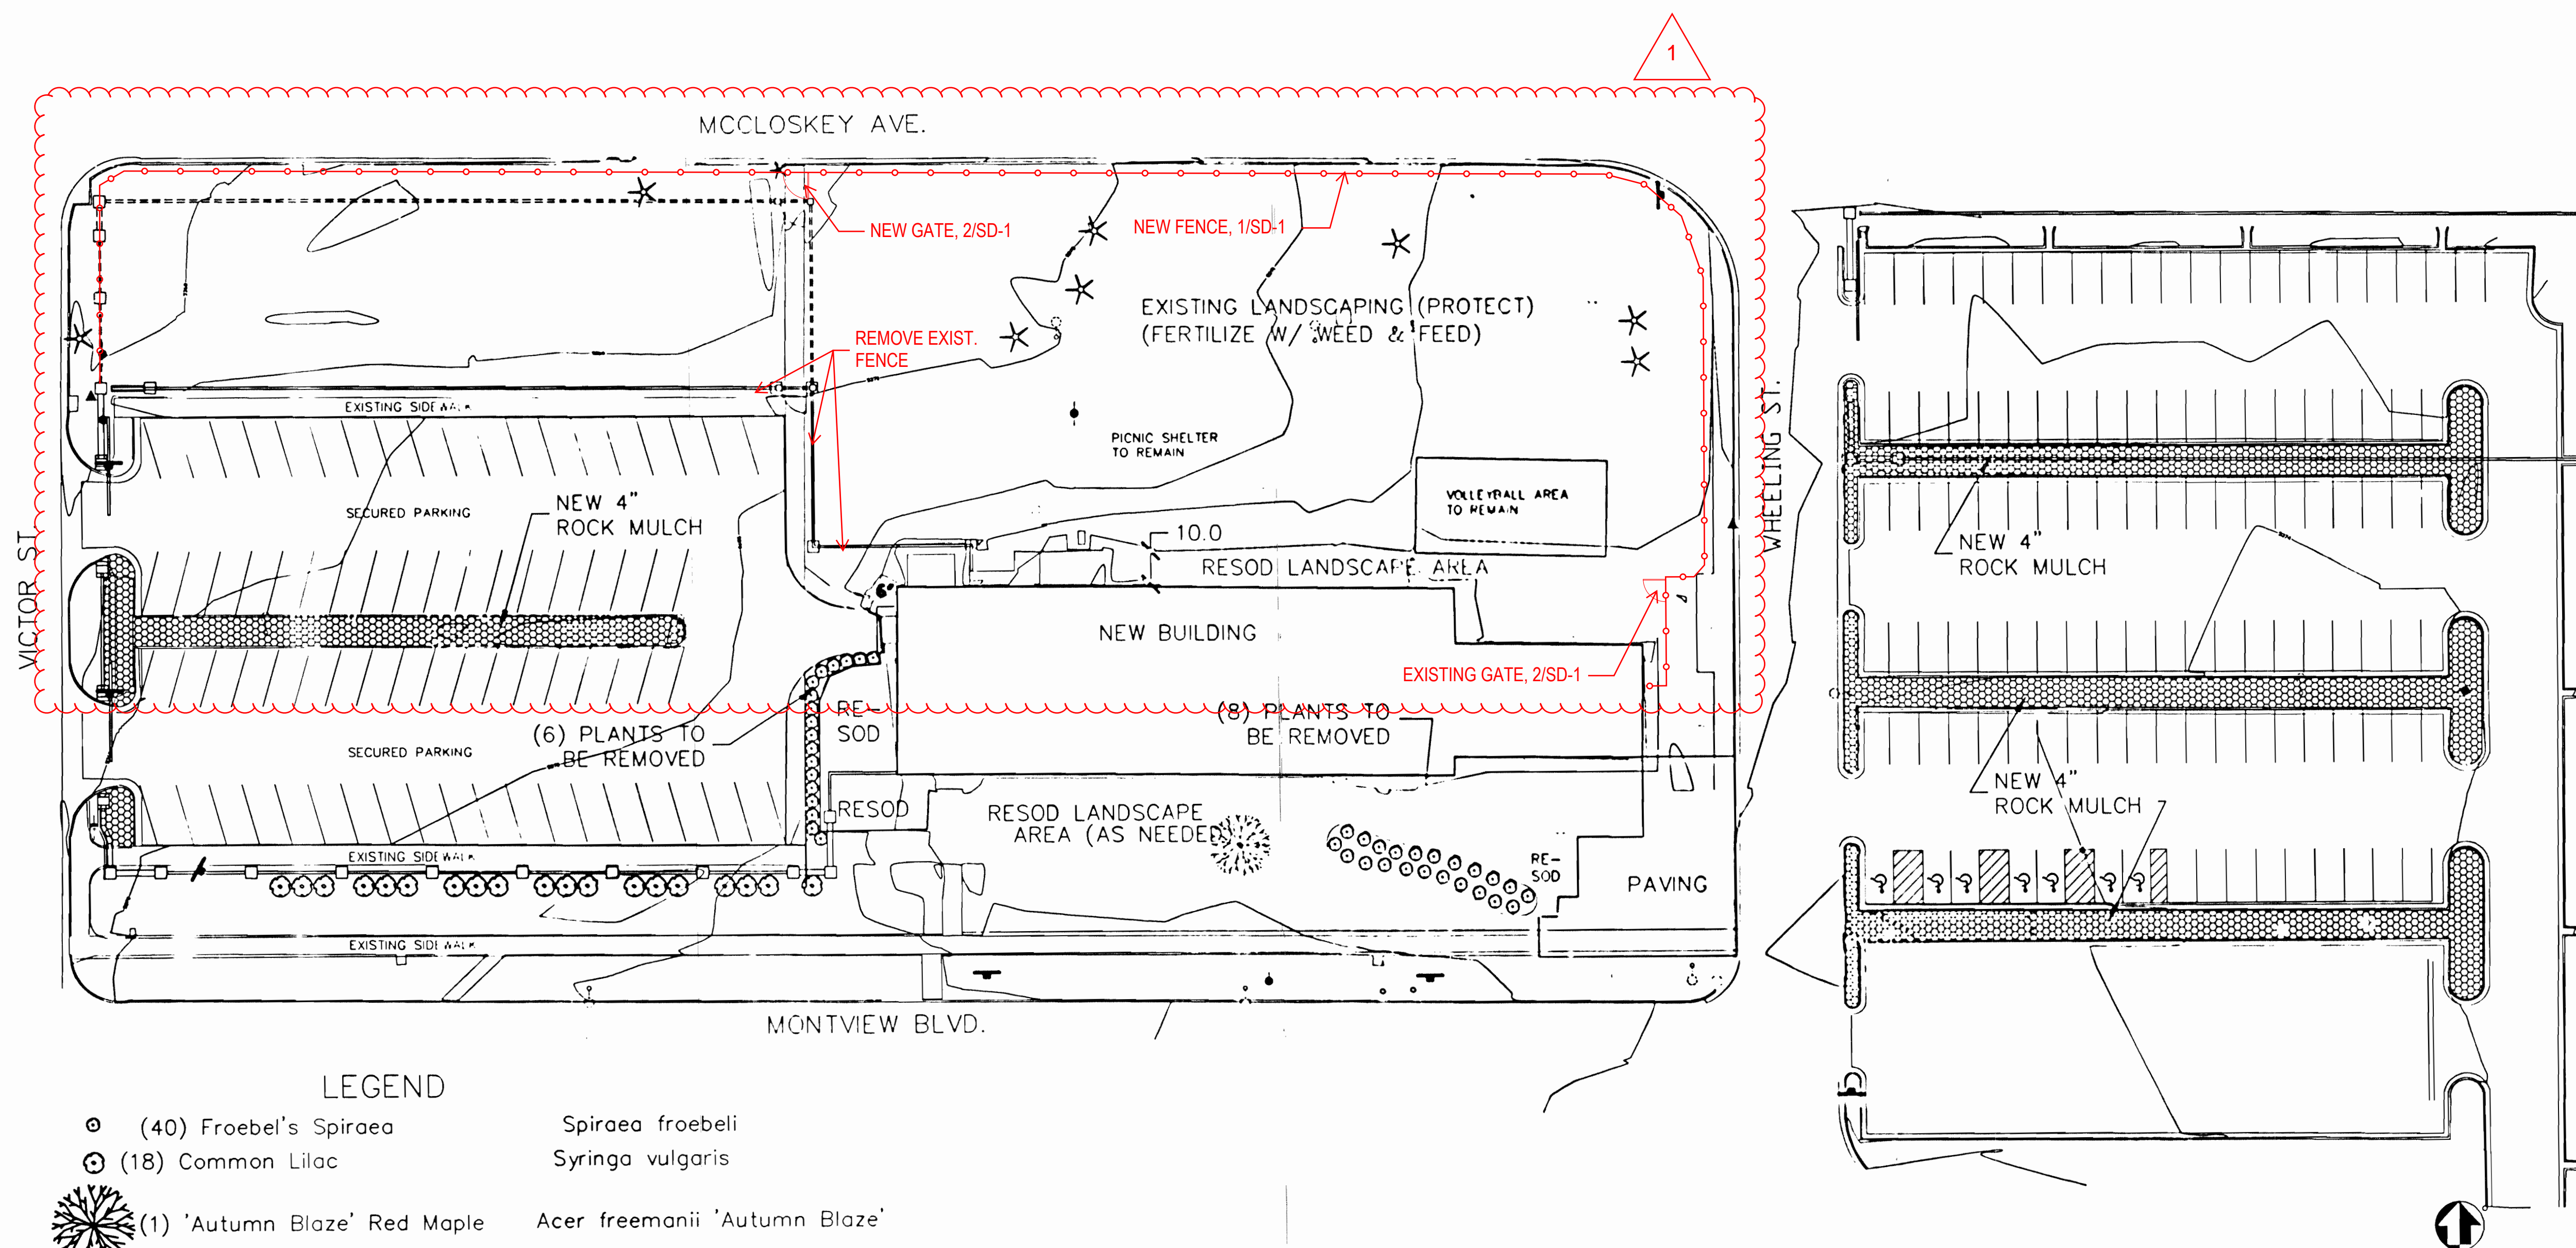 1
MCCLOSKEY AVE.
NEW GATE, 2/SD-1
NEW FENCE, 1/SD-1
EXISTING LANDSCAPING (PROTECT)
(FERTILIZE W/ WEED & FEED)
REMOVE EXIST.
FENCE
EXISTING SIDEWALK
PICNIC SHELTER
TO REMAIN
WHEELING ST.
VOLLEYBALL AREA
TO REMAIN
SECURED PARKING
NEW 4"
ROCK MULCH
10.0
RESOD LANDSCAPE AREA
NEW 4"
ROCK MULCH
VICTOR ST
NEW BUILDING
EXISTING GATE, 2/SD-1
RE-
SOD
(6) PLANTS TO
BE REMOVED
(8) PLANTS TO
BE REMOVED
SECURED PARKING
NEW 4"
ROCK MULCH
RESOD
RESOD LANDSCAPE
AREA (AS NEEDED
EXISTING SIDEWALK
RE-
SOD
PAVING
EXISTING SIDEWALK
MONTVIEW BLVD.
LEGEND
(40) Froebel's Spiraea Spiraea froebeli
(18) Common Lilac Syringa vulgaris
(1) 'Autumn Blaze' Red Maple Acer freemanii 'Autumn Blaze'